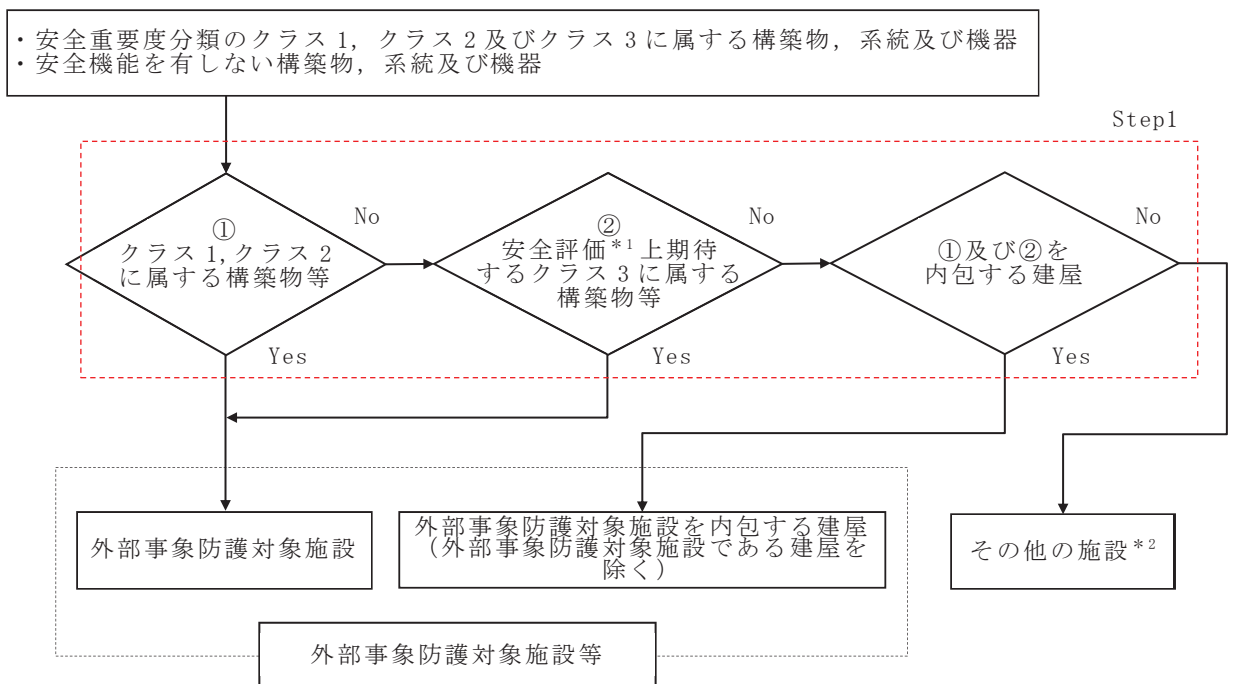 ・安全重要度分類のクラス1，クラス2及びクラス3に属する構築物，系統及び機器
・安全機能を有しない構築物，系統及び機器
Step1
①
クラス1,クラス2
に属する構築物等
No
Yes
②
安全評価*1上期待
するクラス3に属する
構築物等
No
Yes
①及び②を
内包する建屋
No
Yes
外部事象防護対象施設
外部事象防護対象施設を内包する建屋
（外部事象防護対象施設である建屋を
除く）
その他の施設*2
外部事象防護対象施設等